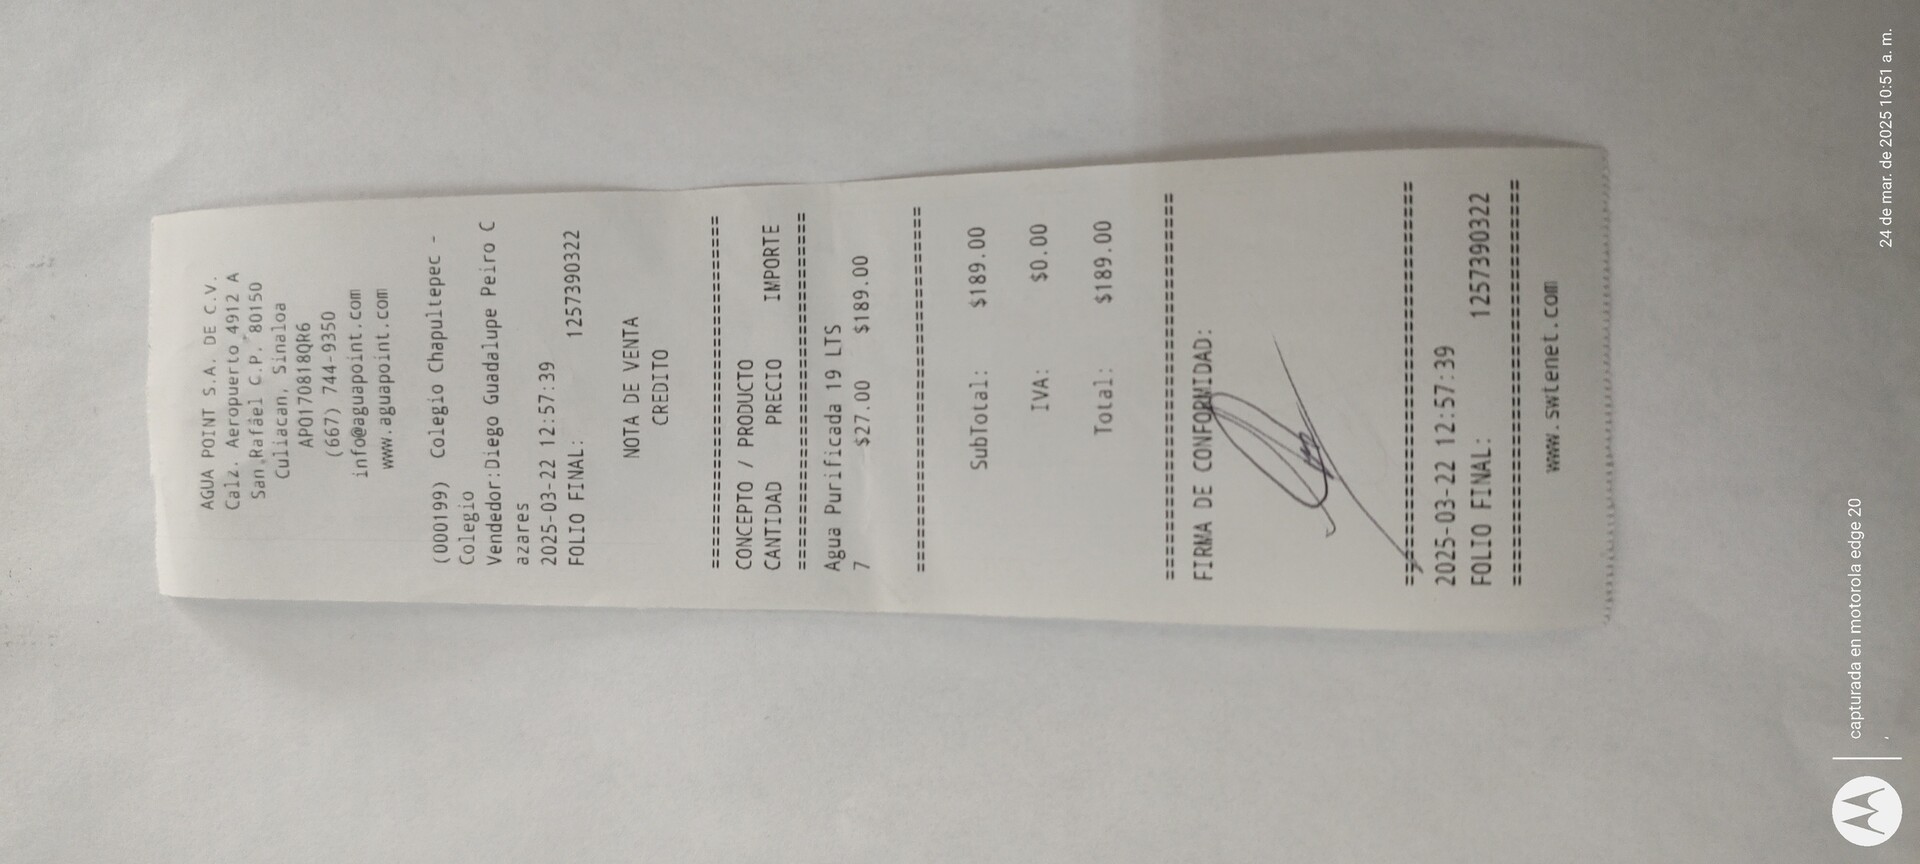 AGUA POINT S.A. DE C.V.
Calz. Aeropuerto 4912 A
San Rafael C.P. 80150
Culiacan, Sinaloa
APO170818QR6
(667) 744-9350
info@aguapoint.com
www.aguapoint.com
(000199) Colegio Chapultepec -
Colegio
Vendedor:Diego Guadalupe Peiro C
azares
2025-03-22 12:57:39
FOLIO FINAL: 1257390322
NOTA DE VENTA
CREDITO
================================
CONCEPTO / PRODUCTO
CANTIDAD PRECIO IMPORTE
================================
Agua Purificada 19 LTS
7 $27.00 $189.00
================================
SubTotal: $189.00
IVA: $0.00
Total: $189.00
================================
FIRMA DE CONFORMIDAD:
================================
2025-03-22 12:57:39
FOLIO FINAL: 1257390322
================================
www.swtenet.com
capturada en motorola edge 20
24 de mar. de 2025 10:51 a. m.